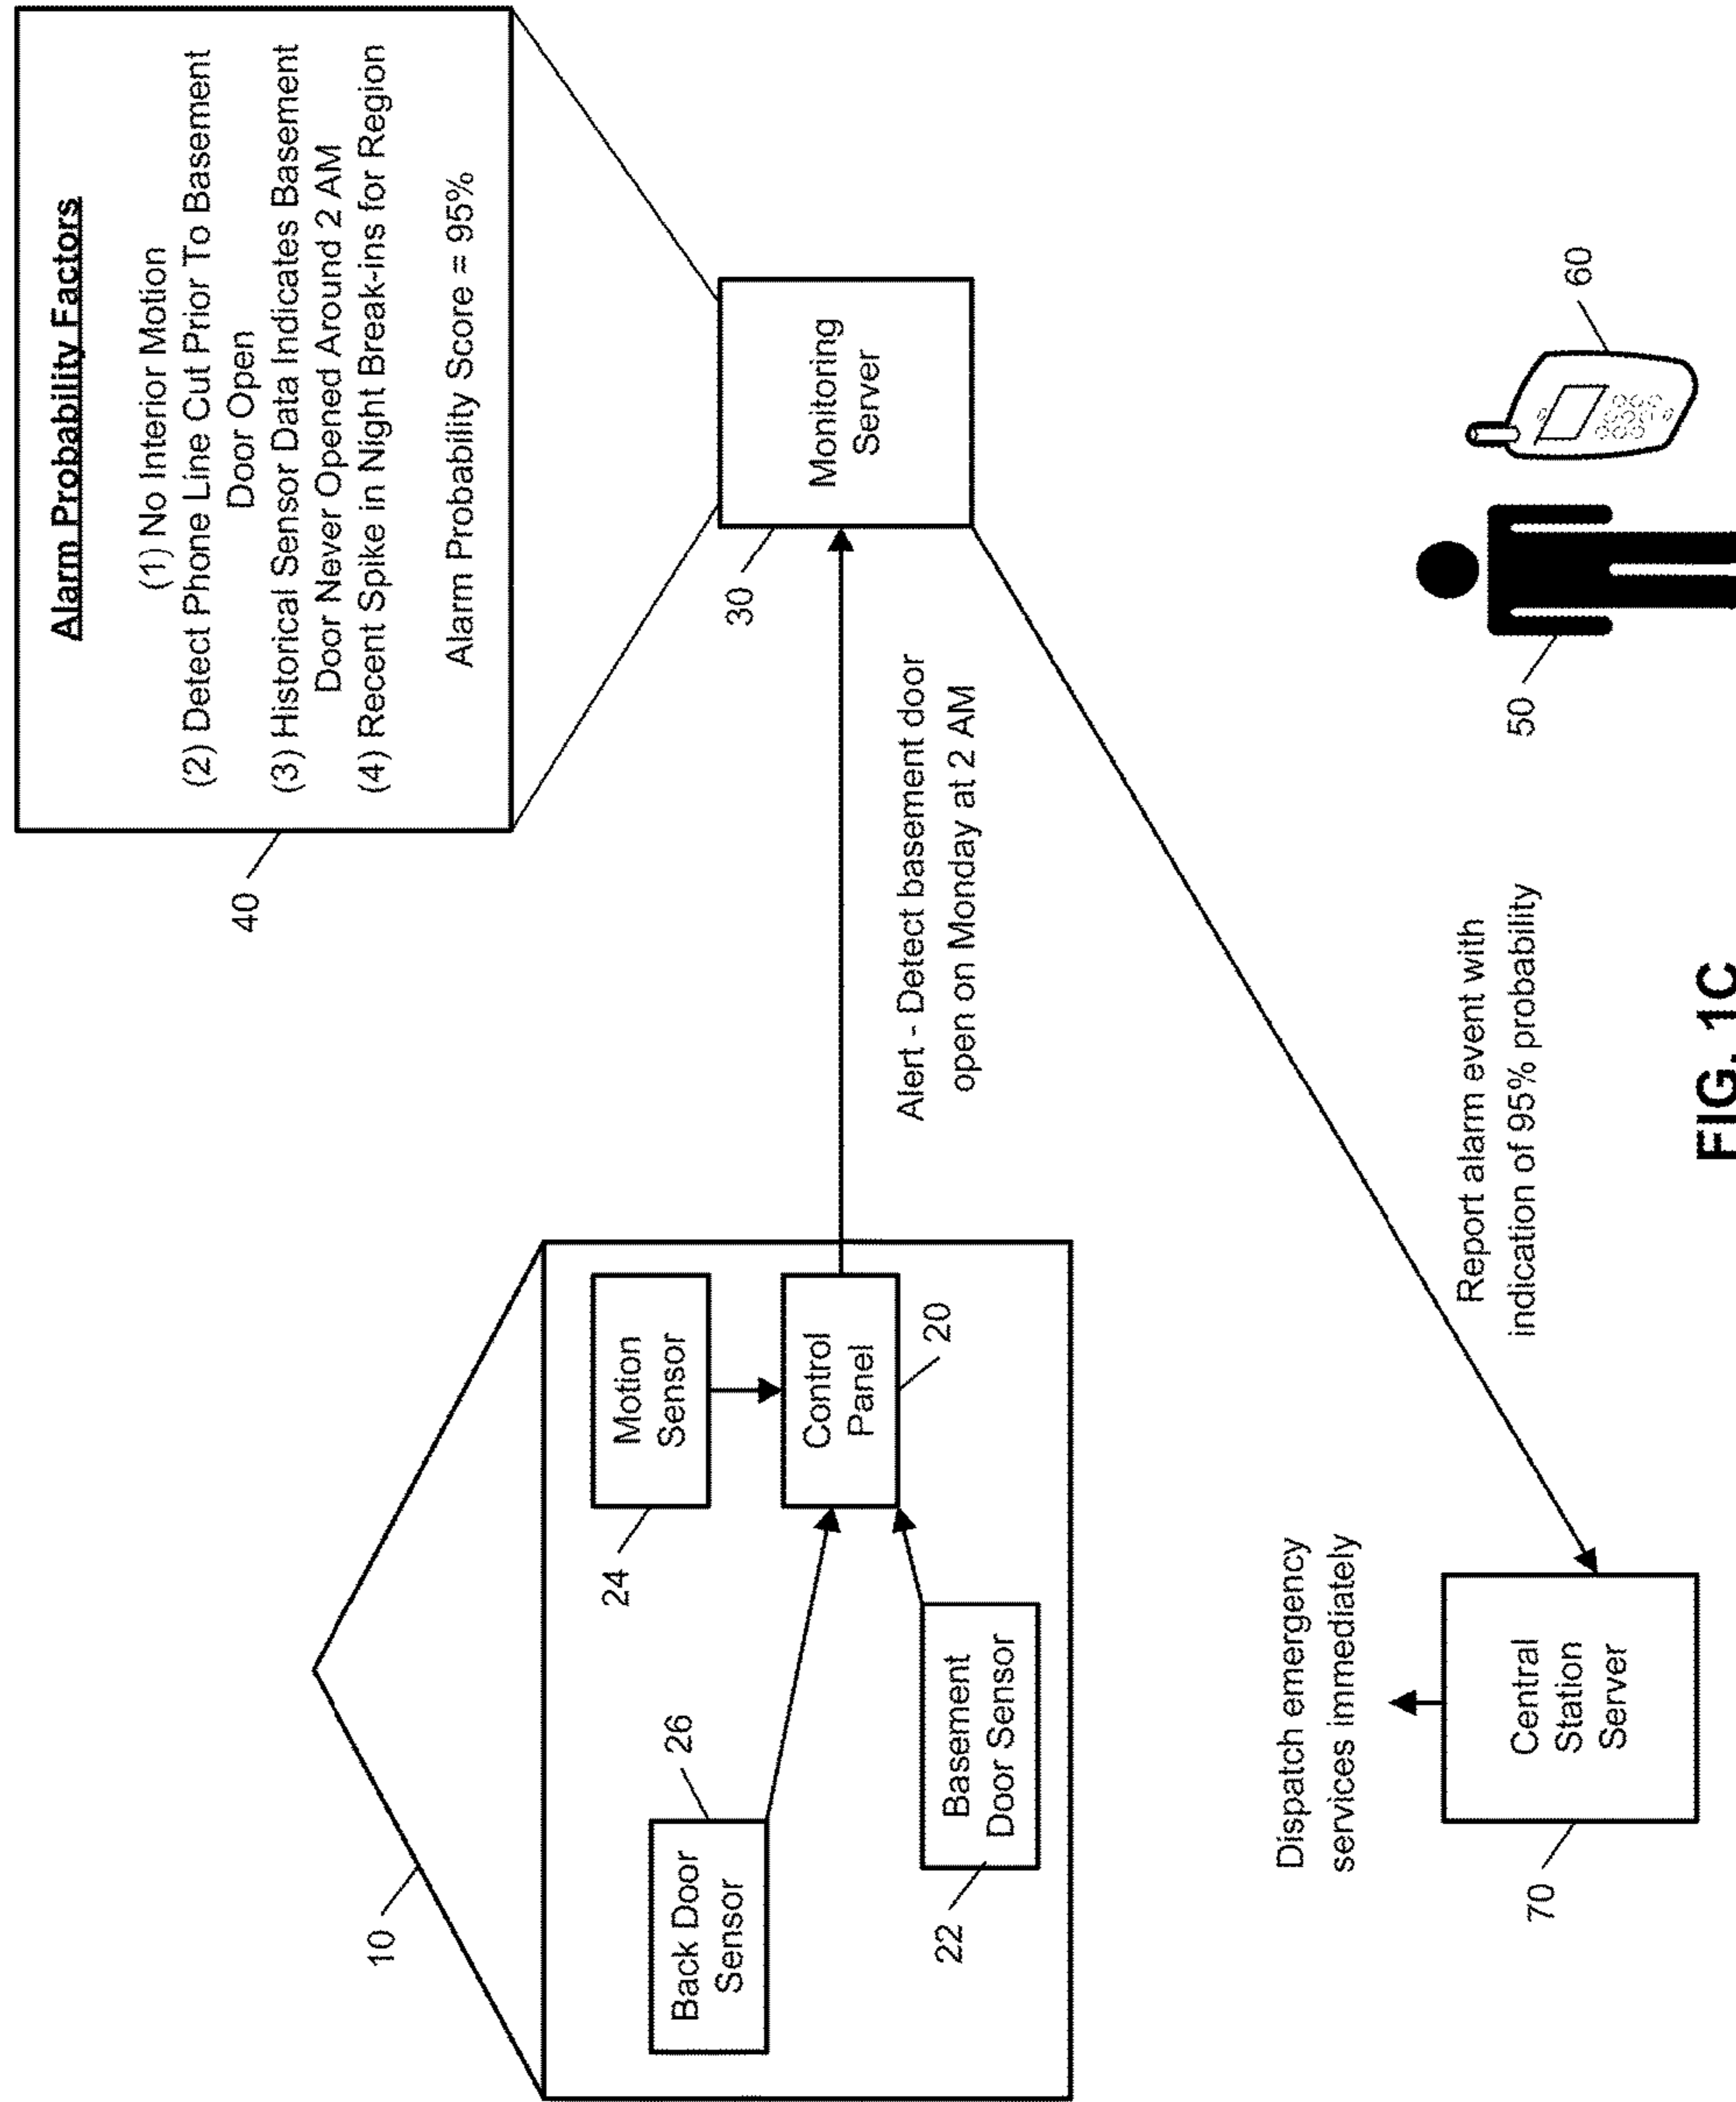 Alarm Probability Factors
(1) No Interior Motion
(2) Detect Phone Line Cut Prior To Basement
Door Open
(3) Historical Sensor Data Indicates Basement
Door Never Opened Around 2 AM
(4) Recent Spike in Night Break-ins for Region
Alarm Probability Score = 95%
40
10
Back Door
Sensor
26
24
Motion
Sensor
Control
Panel
20
Basement
Door Sensor
22
Alert - Detect basement door
open on Monday at 2 AM
30
Monitoring
Server
Dispatch emergency
services immediately
Central
Station
Server
70
Report alarm event with
indication of 95% probability
50
60
FIG. 1C